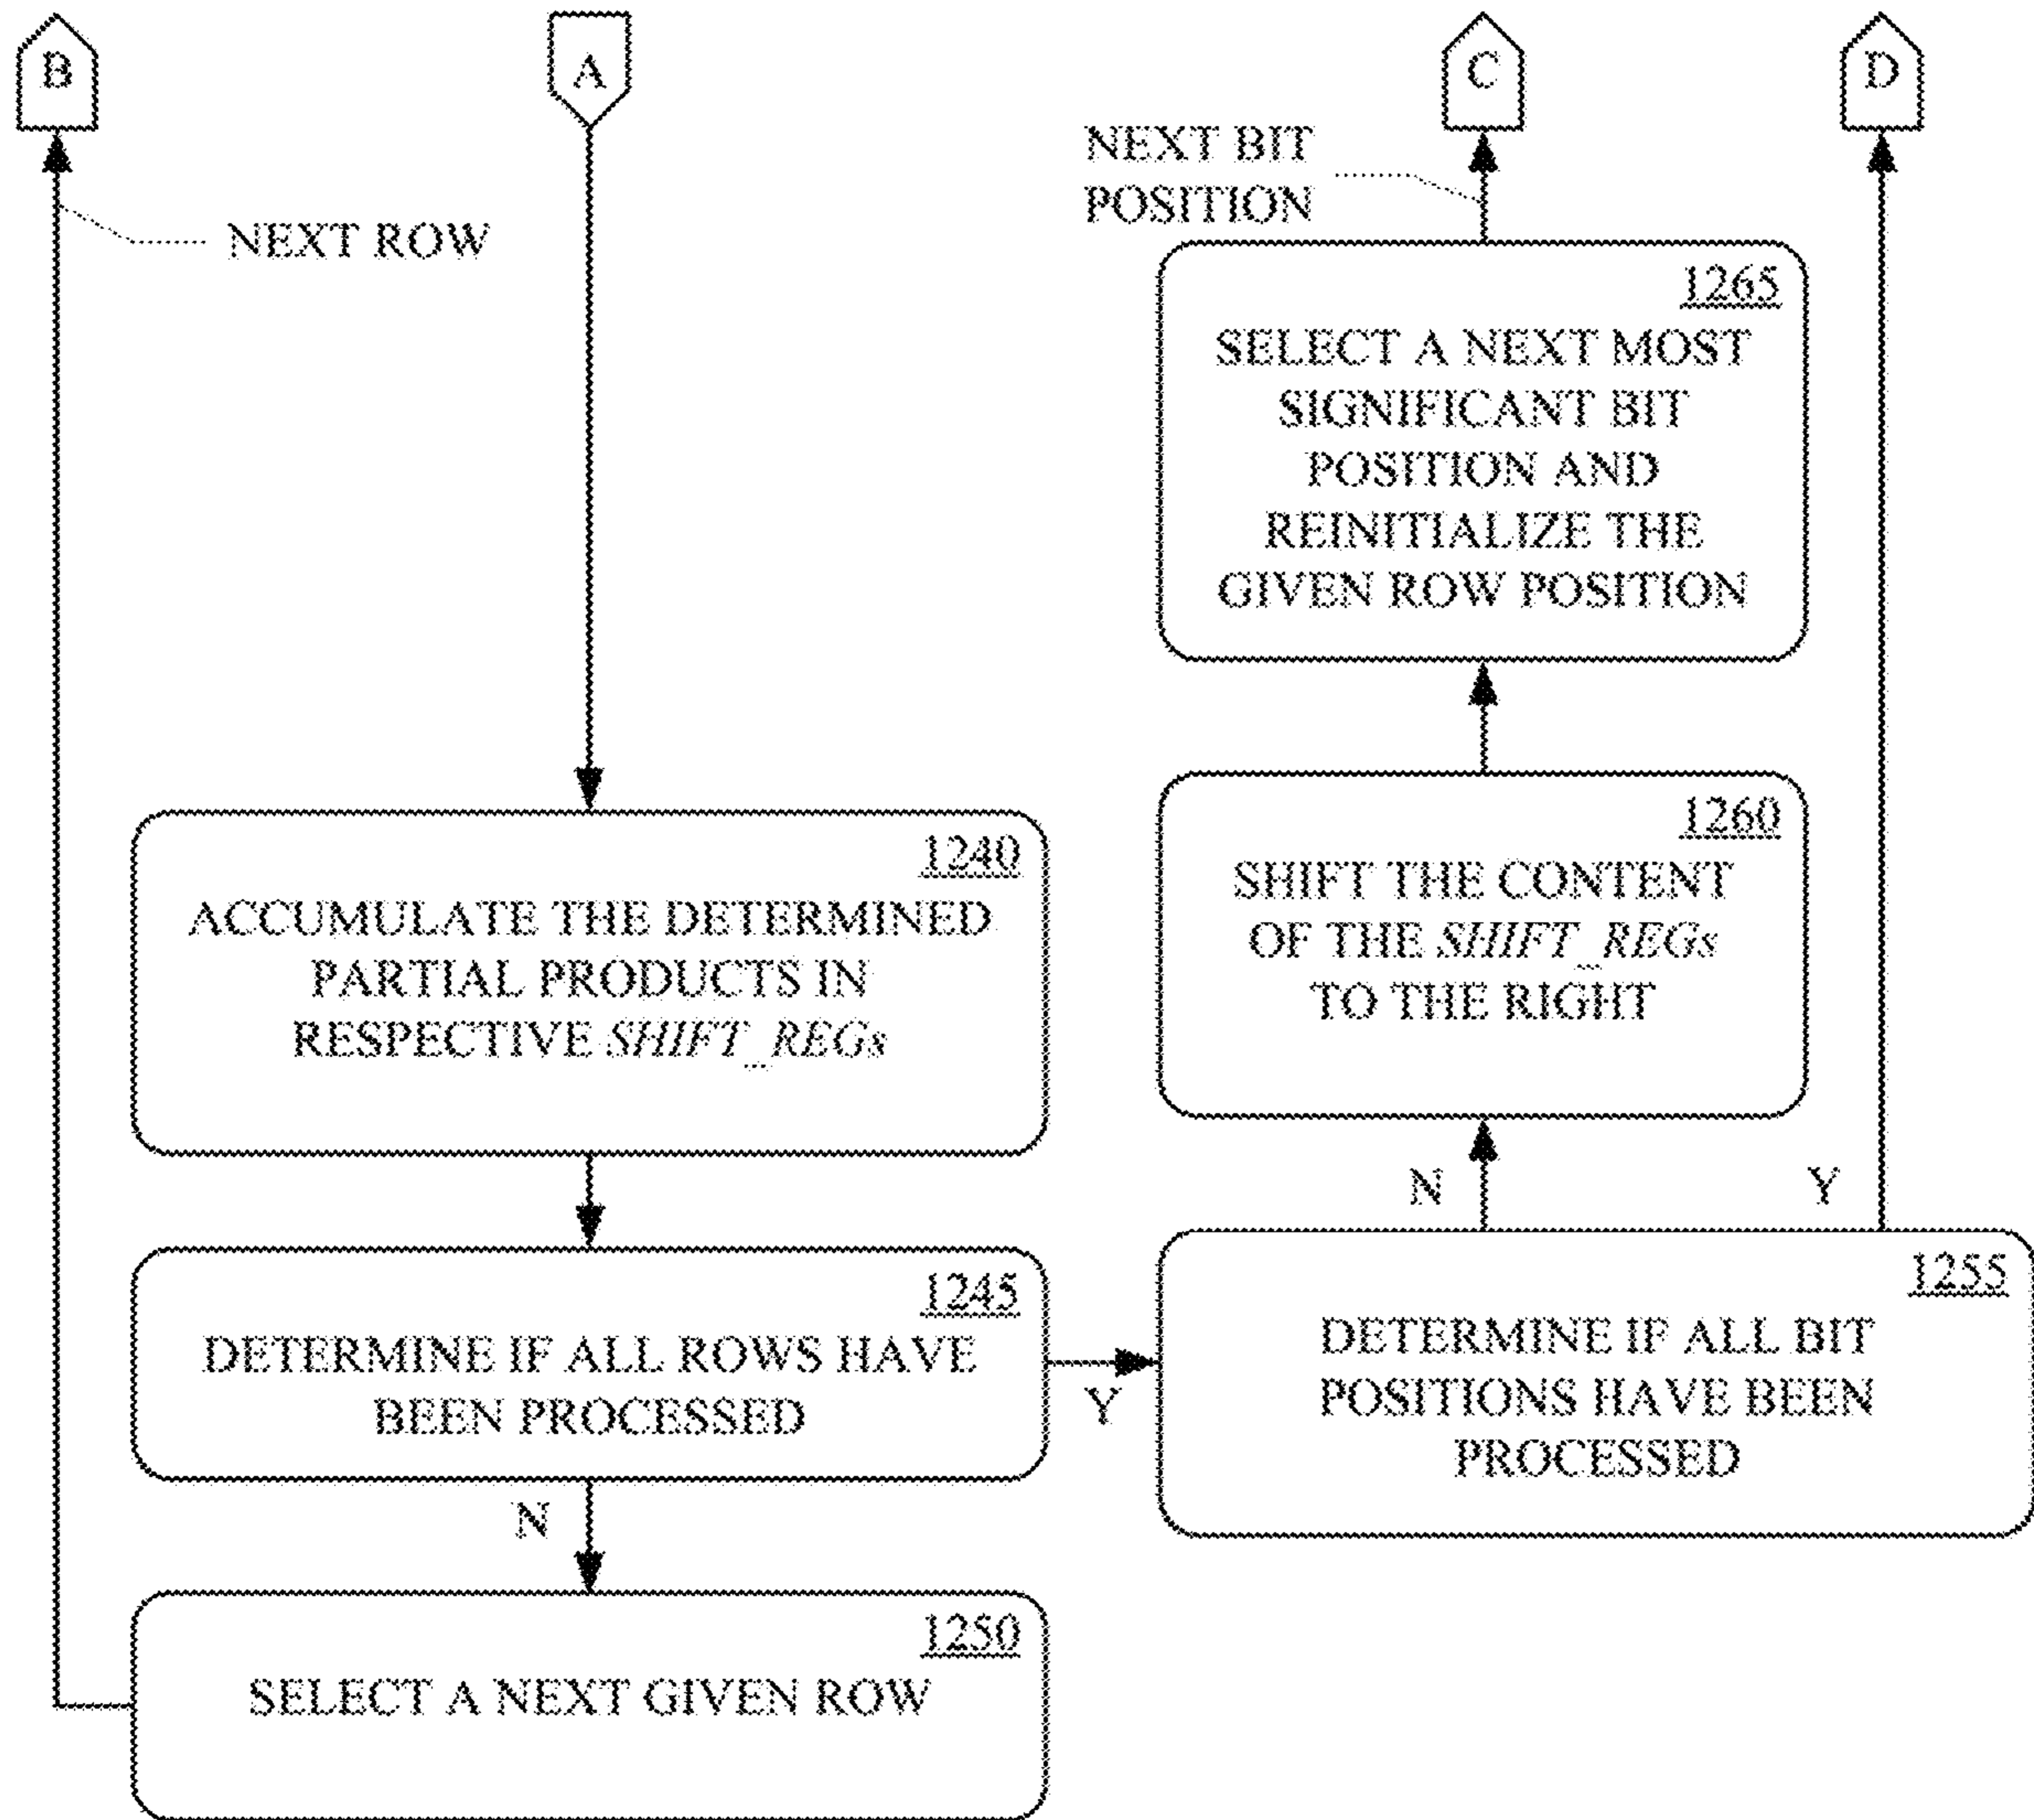 B
A
C
D
NEXT BIT
POSITION
NEXT ROW
1265
SELECT A NEXT MOST
SIGNIFICANT BIT
POSITION AND
REINITIALIZE THE
GIVEN ROW POSITION
1240
ACCUMULATE THE DETERMINED
PARTIAL PRODUCTS IN
RESPECTIVE SHIFT_REGs
1260
SHIFT THE CONTENT
OF THE SHIFT_REGs
TO THE RIGHT
N
Y
1245
DETERMINE IF ALL ROWS HAVE
BEEN PROCESSED
Y
N
1255
DETERMINE IF ALL BIT
POSITIONS HAVE BEEN
PROCESSED
1250
SELECT A NEXT GIVEN ROW